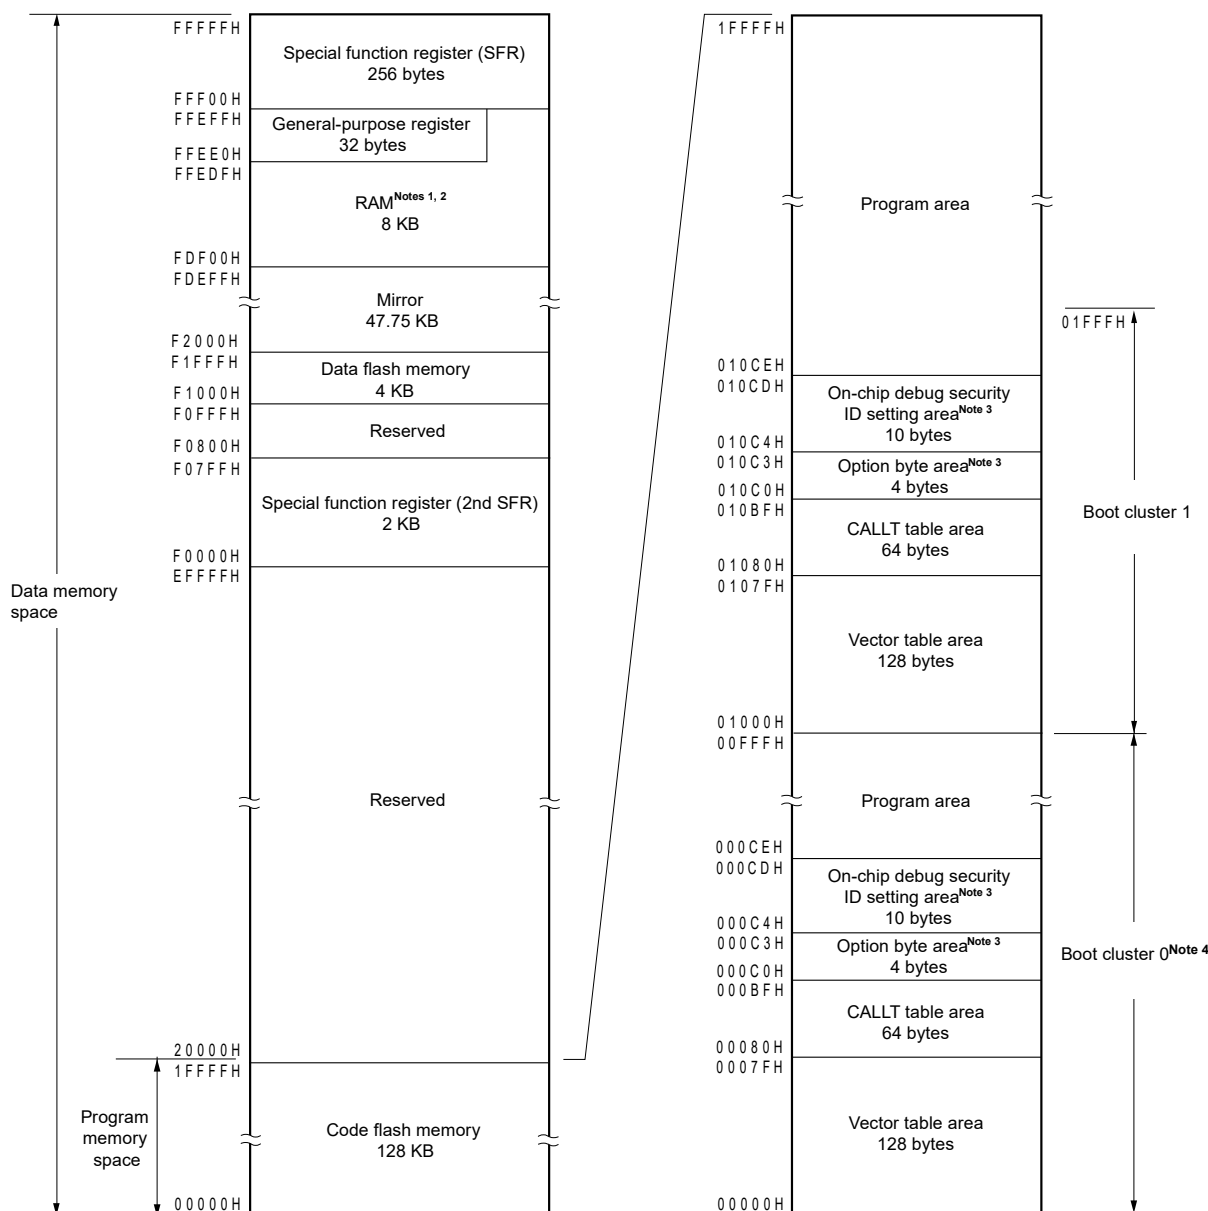 FFFFFH
Special function register (SFR)
256 bytes
FFF00H
FFEFFH
General-purpose register
32 bytes
FFEE0H
FFEDFH
RAMNotes 1, 2
8 KB
FDF00H
FDEFFH
Mirror
47.75 KB
F2000H
F1FFFH
Data flash memory
4 KB
F1000H
F0FFFH
Reserved
F0800H
F07FFH
Special function register (2nd SFR)
2 KB
F0000H
EFFFFH
Data memory
space
Reserved
20000H
1FFFFH
Program
memory
space
Code flash memory
128 KB
00000H
1FFFFH
Program area
01FFFH
010CEH
010CDH
On-chip debug security
ID setting areaNote 3
10 bytes
010C4H
010C3H
Option byte areaNote 3
4 bytes
010C0H
010BFH
CALLT table area
64 bytes
Boot cluster 1
01080H
0107FH
Vector table area
128 bytes
01000H
00FFFH
Program area
000CEH
000CDH
On-chip debug security
ID setting areaNote 3
10 bytes
000C4H
000C3H
Option byte areaNote 3
4 bytes
Boot cluster 0Note 4
000C0H
000BFH
CALLT table area
64 bytes
00080H
0007FH
Vector table area
128 bytes
00000H